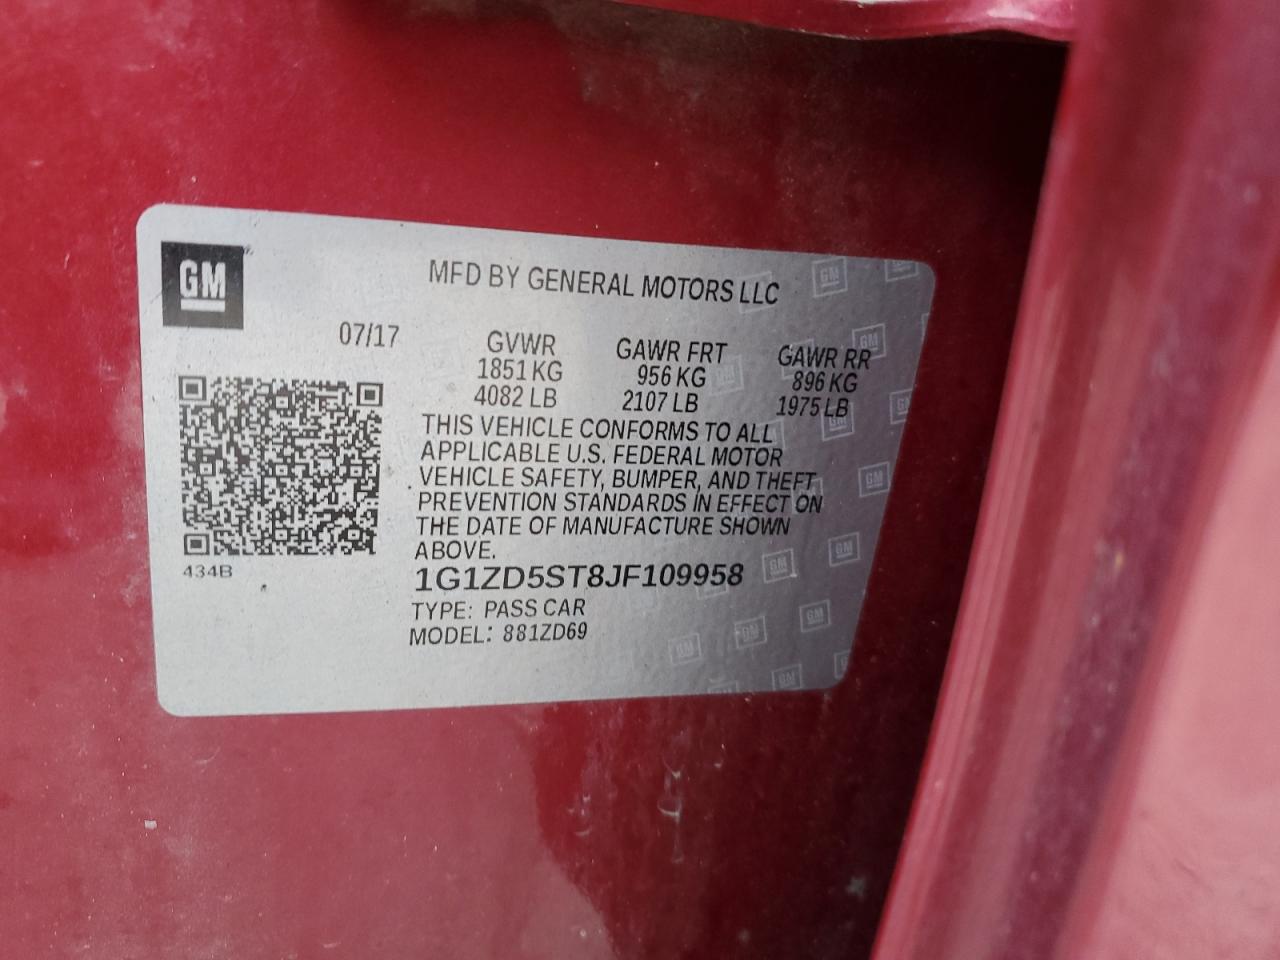 GM
MFD BY GENERAL MOTORS LLC
07/17
GVWR GAWR FRT GAWR RR
1851 KG 956 KG 896 KG
4082 LB 2107 LB 1975 LB
THIS VEHICLE CONFORMS TO ALL
APPLICABLE U.S. FEDERAL MOTOR
VEHICLE SAFETY, BUMPER, AND THEFT
PREVENTION STANDARDS IN EFFECT ON
THE DATE OF MANUFACTURE SHOWN
ABOVE.
434B
1G1ZD5ST8JF109958
TYPE: PASS CAR
MODEL: 881ZD69